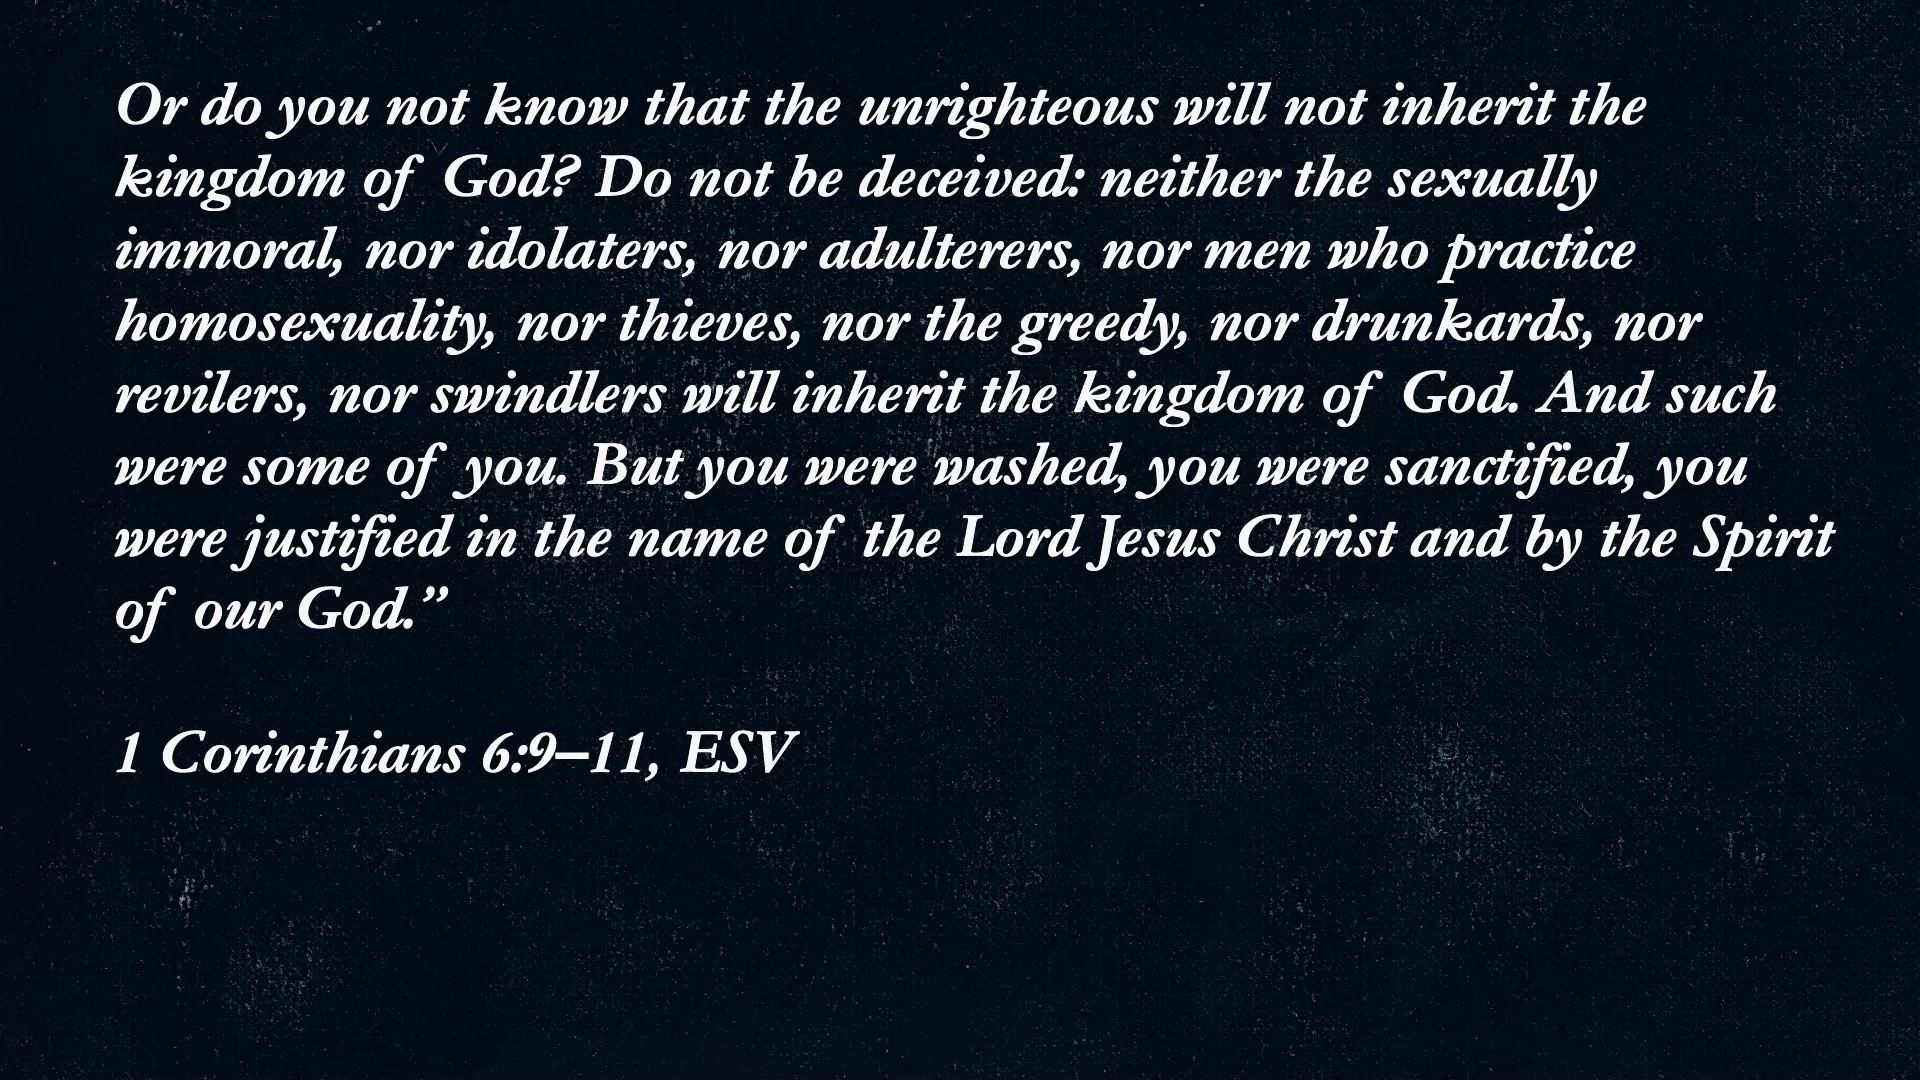 Or do you not know that the unrighteous will not inherit the
kingdom of God? Do not be deceived: neither the sexually
immoral, nor idolaters, nor adulterers, nor men who practice
homosexuality, nor thieves, nor the greedy, nor drunkards, nor
revilers, nor swindlers will inherit the kingdom of God. And such
were some of you. But you were washed, you were sanctified, you
were justified in the name of the Lord Jesus Christ and by the Spirit
of our God.”
1 Corinthians 6:9–11, ESV